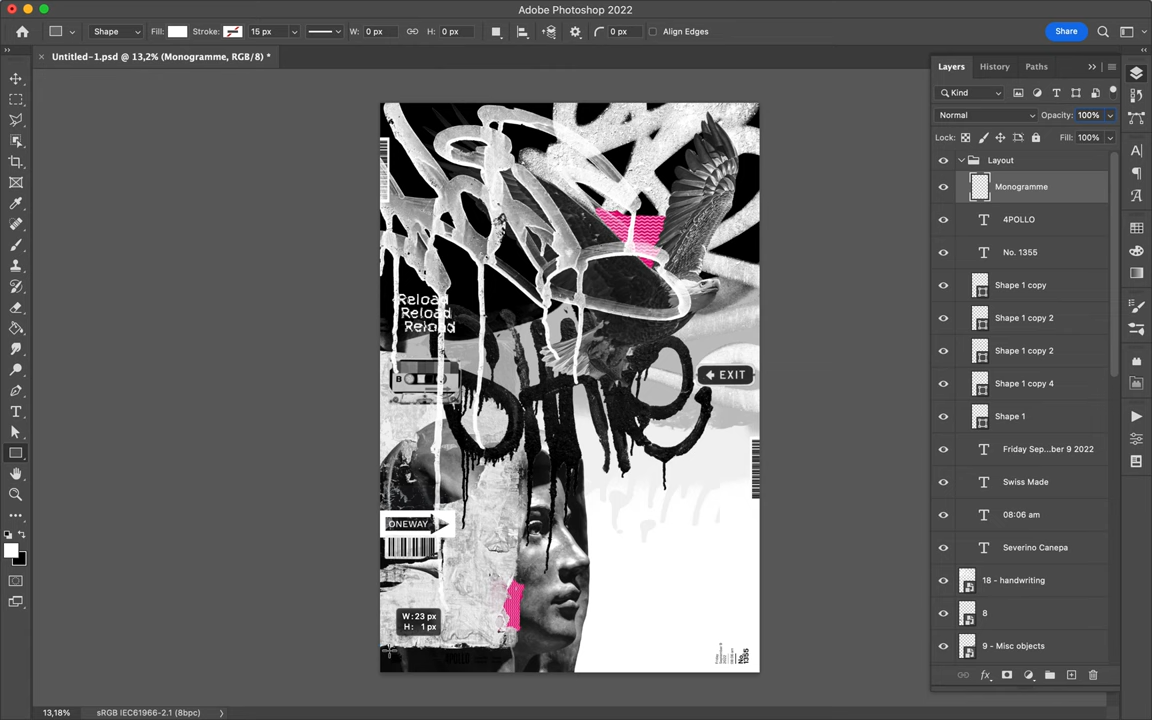 Adobe Photoshop 2022
Shape
Fill:
Stroke:
15 px
W: 0 px
H: 0 px
0 px
Align Edges
Share
Untitled-1.psd @ 13,2% (Monogramme, RGB/8) *
Layers
History
Paths
Kind
Normal
Opacity: 100%
Lock:
Fill: 100%
Layout
Monogramme
4POLLO
No. 1355
Shape 1 copy
Shape 1 copy 2
Shape 1 copy 2
Shape 1 copy 4
Shape 1
Friday Sep...ber 9 2022
Swiss Made
08:06 am
Severino Canepa
18 - handwriting
8
9 - Misc objects
Reload
Reload
Reload
B
EXIT
ONEWAY
W: 23 px
H: 1 px
No. 1355
13,18%
sRGB IEC61966-2.1 (8bpc)